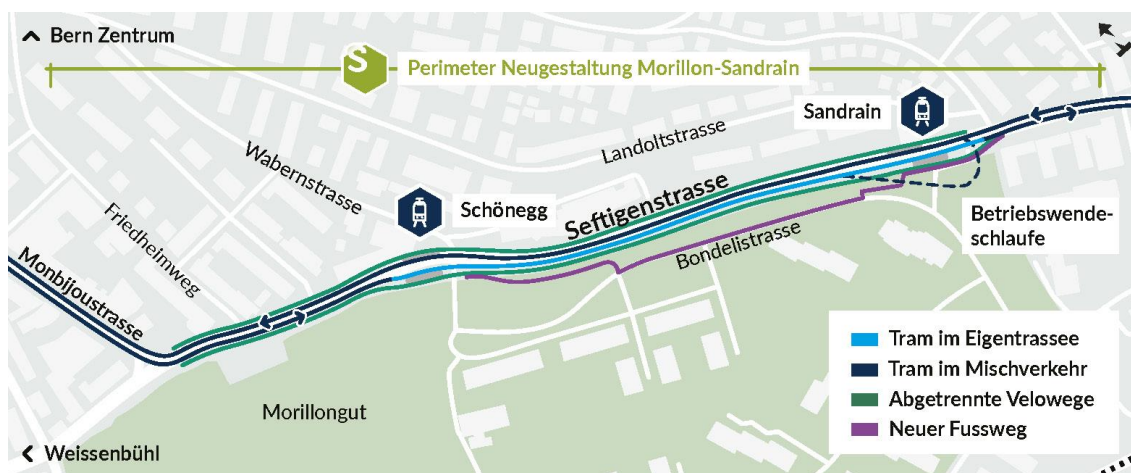 Bern Zentrum
S
Perimeter Neugestaltung Morillon-Sandrain
Sandrain
Landoltstrasse
Wabernstrasse
Schönegg
Seftigenstrasse
Friedheimweg
Bondelistrasse
Betriebswende-
schlaufe
Monbijoustrasse
Tram im Eigentrassee
Tram im Mischverkehr
Abgetrennte Velowege
Neuer Fussweg
Morillongut
Weissenbühl